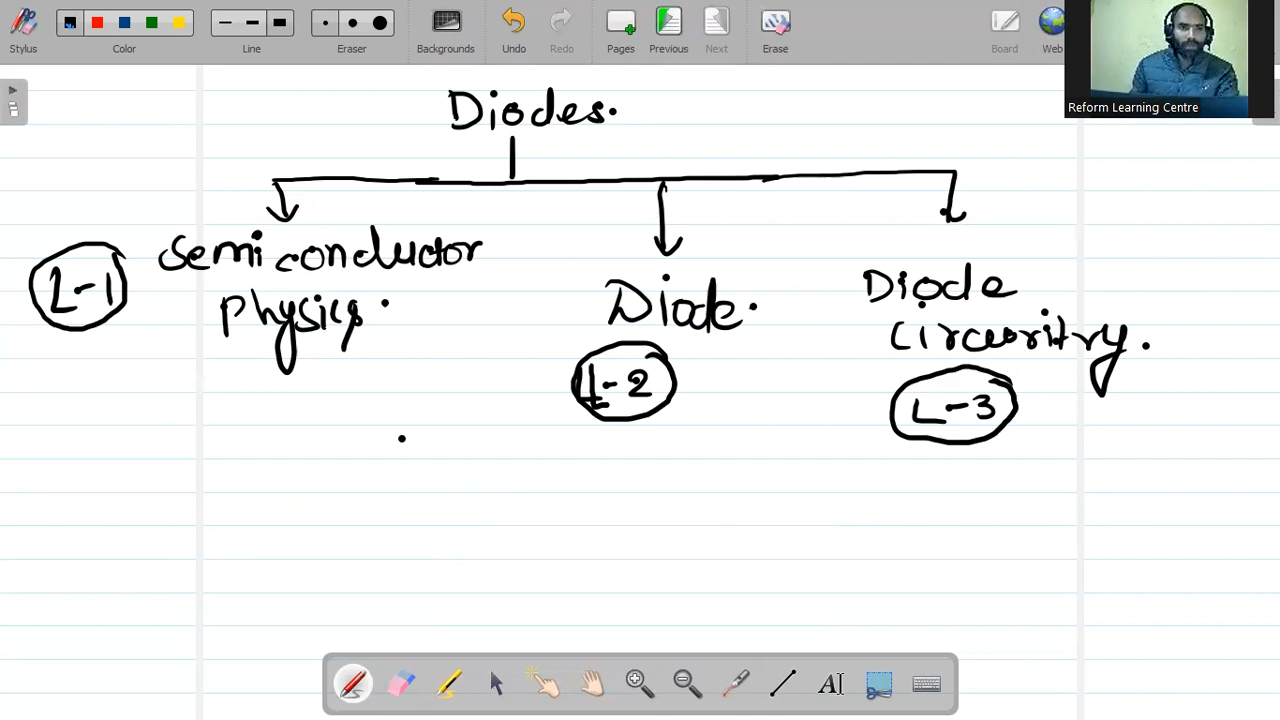 Stylus
Color
Line
Eraser
Backgrounds
Undo
Redo
Pages
Previous
Next
Erase
Board
Web
Reform Learning Centre
Diodes.
Semiconductor
physics.
L-1
Diode.
L-2
Diode
circuritry.
L-3